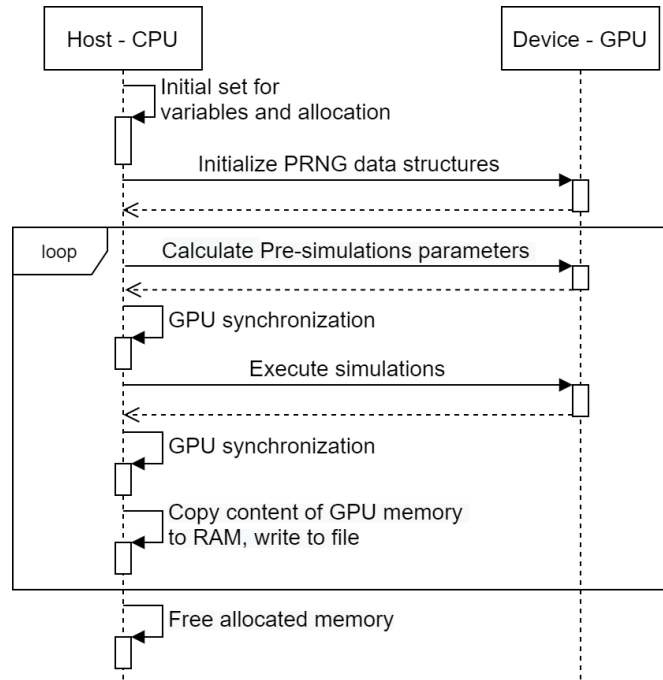 Host - CPU
Device - GPU
Initial set for
variables and allocation
Initialize PRNG data structures
loop
Calculate Pre-simulations parameters
GPU synchronization
Execute simulations
GPU synchronization
Copy content of GPU memory
to RAM, write to file
Free allocated memory